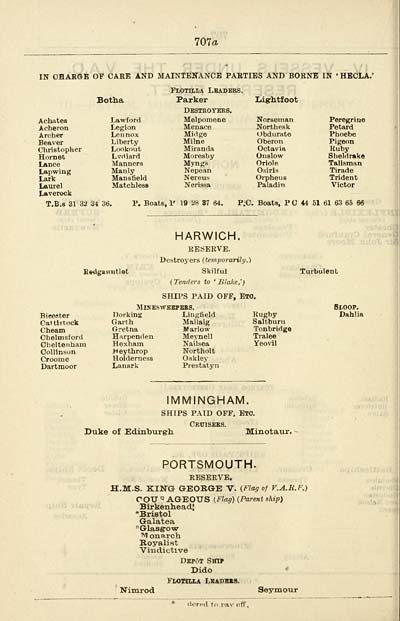 707a
IN CHARGE OF CARE AND MAINTENANCE PARTIES AND BORNE IN 'HECLA.'
FLOTILLA LEADERS.
Botha Parker Lightfoot
DESTROYERS.
Achates Lawford Melpomene Norseman Peregrine
Acheron Legion Menace Northesk Petard
Archer Lennox Midge Obdurate Phoebe
Beaver Liberty Milne Oberon Pigeon
Christopher Lookout Miranda Octavia Ruby
Hornet Lydiard Moresby Onslow Sheldrake
Lance Manners Myngs Oriole Talisman
Lapwing Manly Nepean Osiris Tirade
Lark Mansfield Nereus Orpheus Trident
Laurel Matchless Nerissa Paladin Victor
Laverock
T.B.s 31 32 34 36. P. Boats, P 19 28 37 64. P.C. Boats, P C 44 51 61 63 65 66
HARWICH.
RESERVE.
Destroyers (temporarily.)
Redgauntlet Skilful Turbulent
(Tenders to 'Blake.')
SHIPS PAID OFF, ETC.
MINESWEEPERS. SLOOP.
Bicester Dorking Lingfield Rugby Dahlia
Cattistock Garth Mallaig Saltburn
Cheam Gretna Marlow Tonbridge
Chelmsford Harpenden Meynell Tralee
Cheltenham Hexham Nailsea Yeovil
Collinson Heythrop Northolt
Croome Holderness Oakley
Dartmoor Lanark Prestatyn
IMMINGHAM.
SHIPS PAID OFF, ETC.
CRUISERS.
Duke of Edinburgh Minotaur.
PORTSMOUTH.
RESERVE.
H.M.S. KING GEORGE V. (Flag of V.A.R.F.)
COU AGEOUS (Flag) (Parent ship)
Birkenhead
*Bristol
Galatea
*Glasgow
Monarch
Royalist
Vindictive
DEPÔT SHIP
Dido
FLOTILLA LEADERS.
Nimrod Seymour
* dered to pay off.